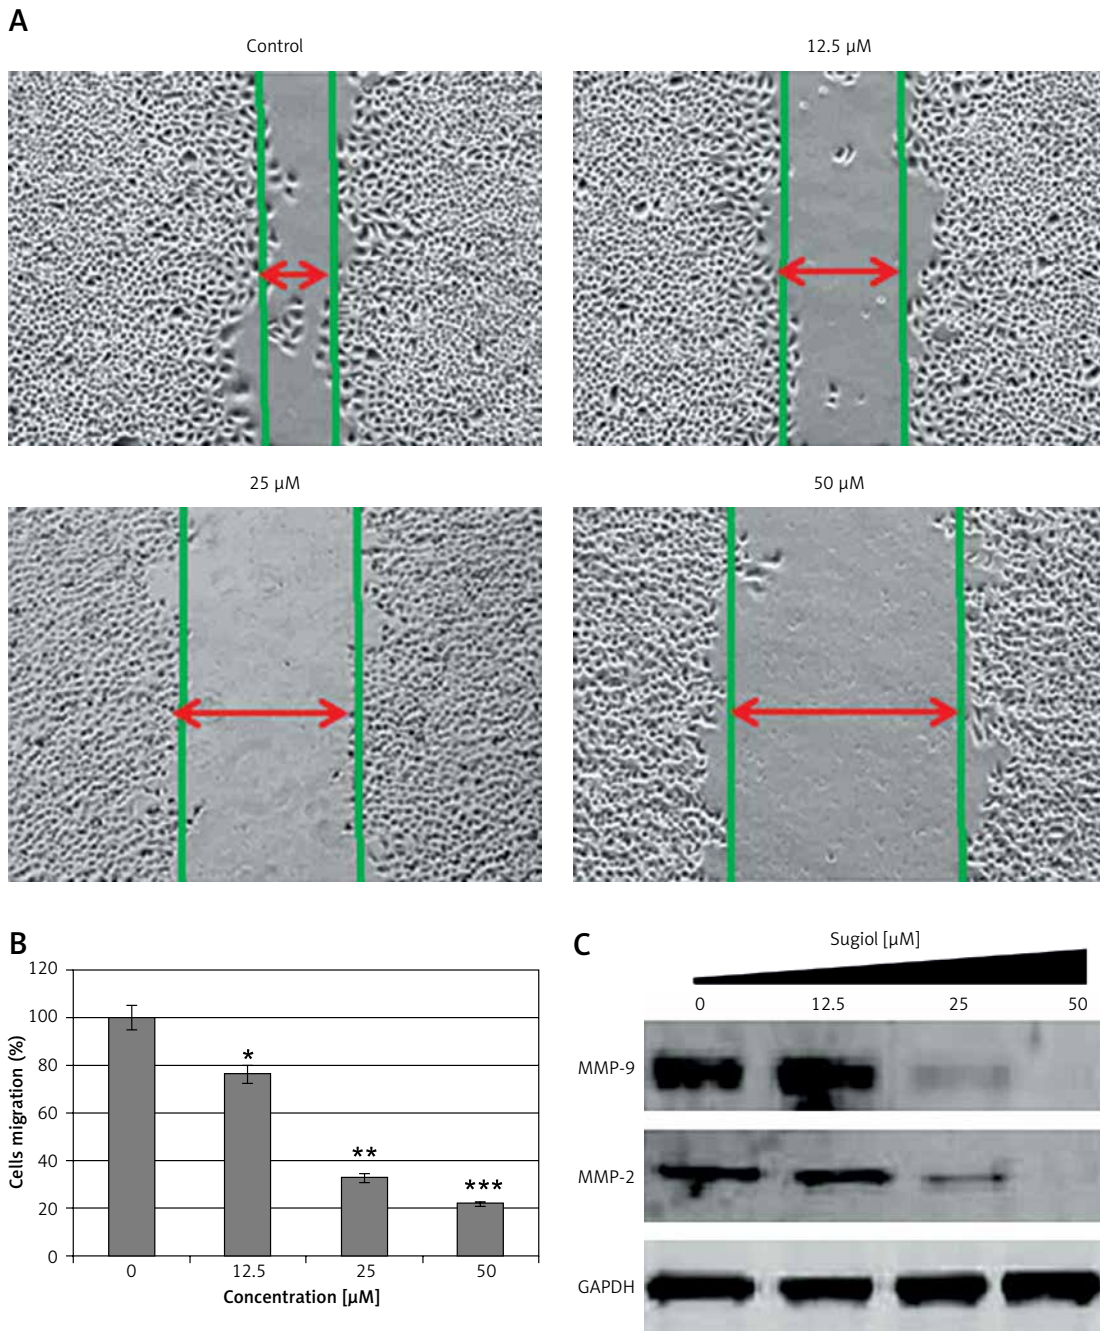 A
Control
12.5 µM
25 µM
50 µM
B
120
100
80
60
40
20
0
Cells migration (%)
*
**
***
0 12.5 25 50
Concentration [µM]
C
Sugiol [µM]
0 12.5 25 50
MMP-9
MMP-2
GAPDH